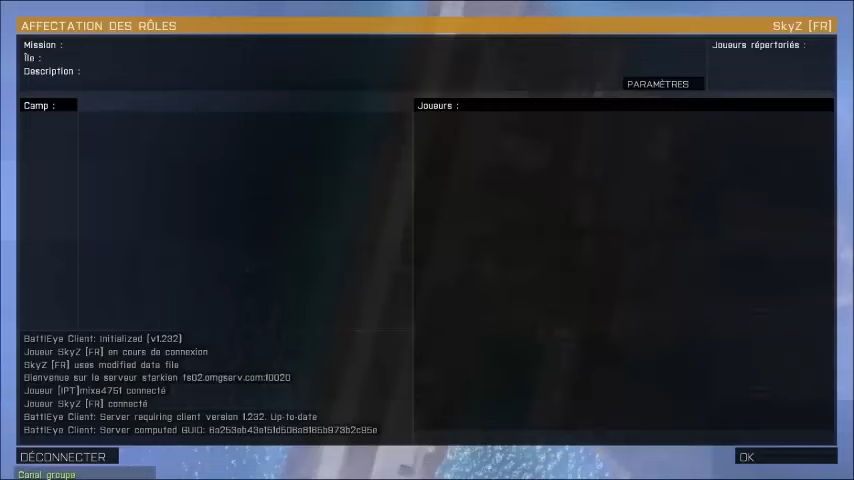 AFFECTATION DES RÔLES
SkyZ [FR]
Mission :
Île :
Description :
Joueurs répertoriés :
PARAMÈTRES
Camp :
Joueurs :
BattlEye Client: Initialized (v1.232)
Joueur SkyZ [FR] en cours de connexion
SkyZ [FR] uses modified data file
Bienvenue sur le serveur starkien ts02.omgserv.com:10020
Joueur [IPT]mixa4751 connecté
Joueur SkyZ [FR] connecté
BattlEye Client: Server requiring client version 1.232. Up-to-date
BattlEye Client: Server computed GUID:
DÉCONNECTER
OK
Canal groupe